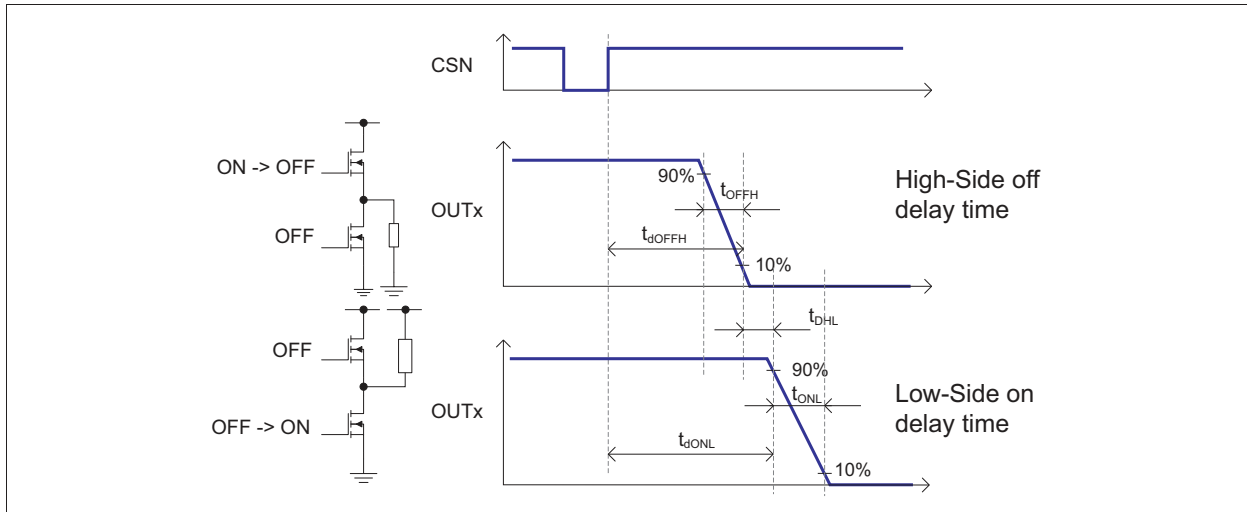 CSN
ON -> OFF
OFF
OUTx
90%
tOFFH
tdOFFH
10%
High-Side off
delay time
tDHL
OFF
OFF -> ON
OUTx
90%
tONL
tdONL
10%
Low-Side on
delay time